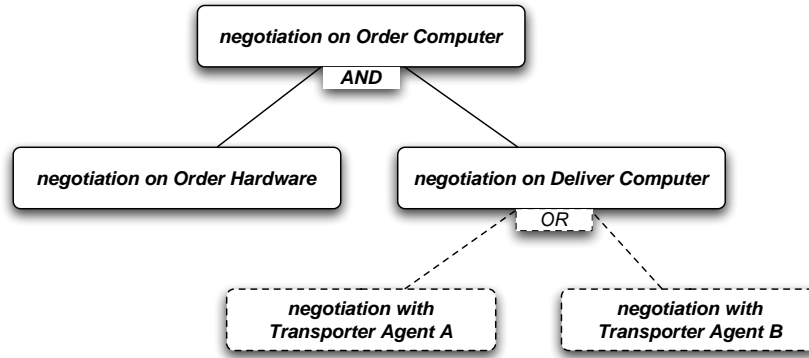 negotiation on Order Computer
AND
negotiation on Order Hardware
negotiation on Deliver Computer
OR
negotiation with
Transporter Agent A
negotiation with
Transporter Agent B